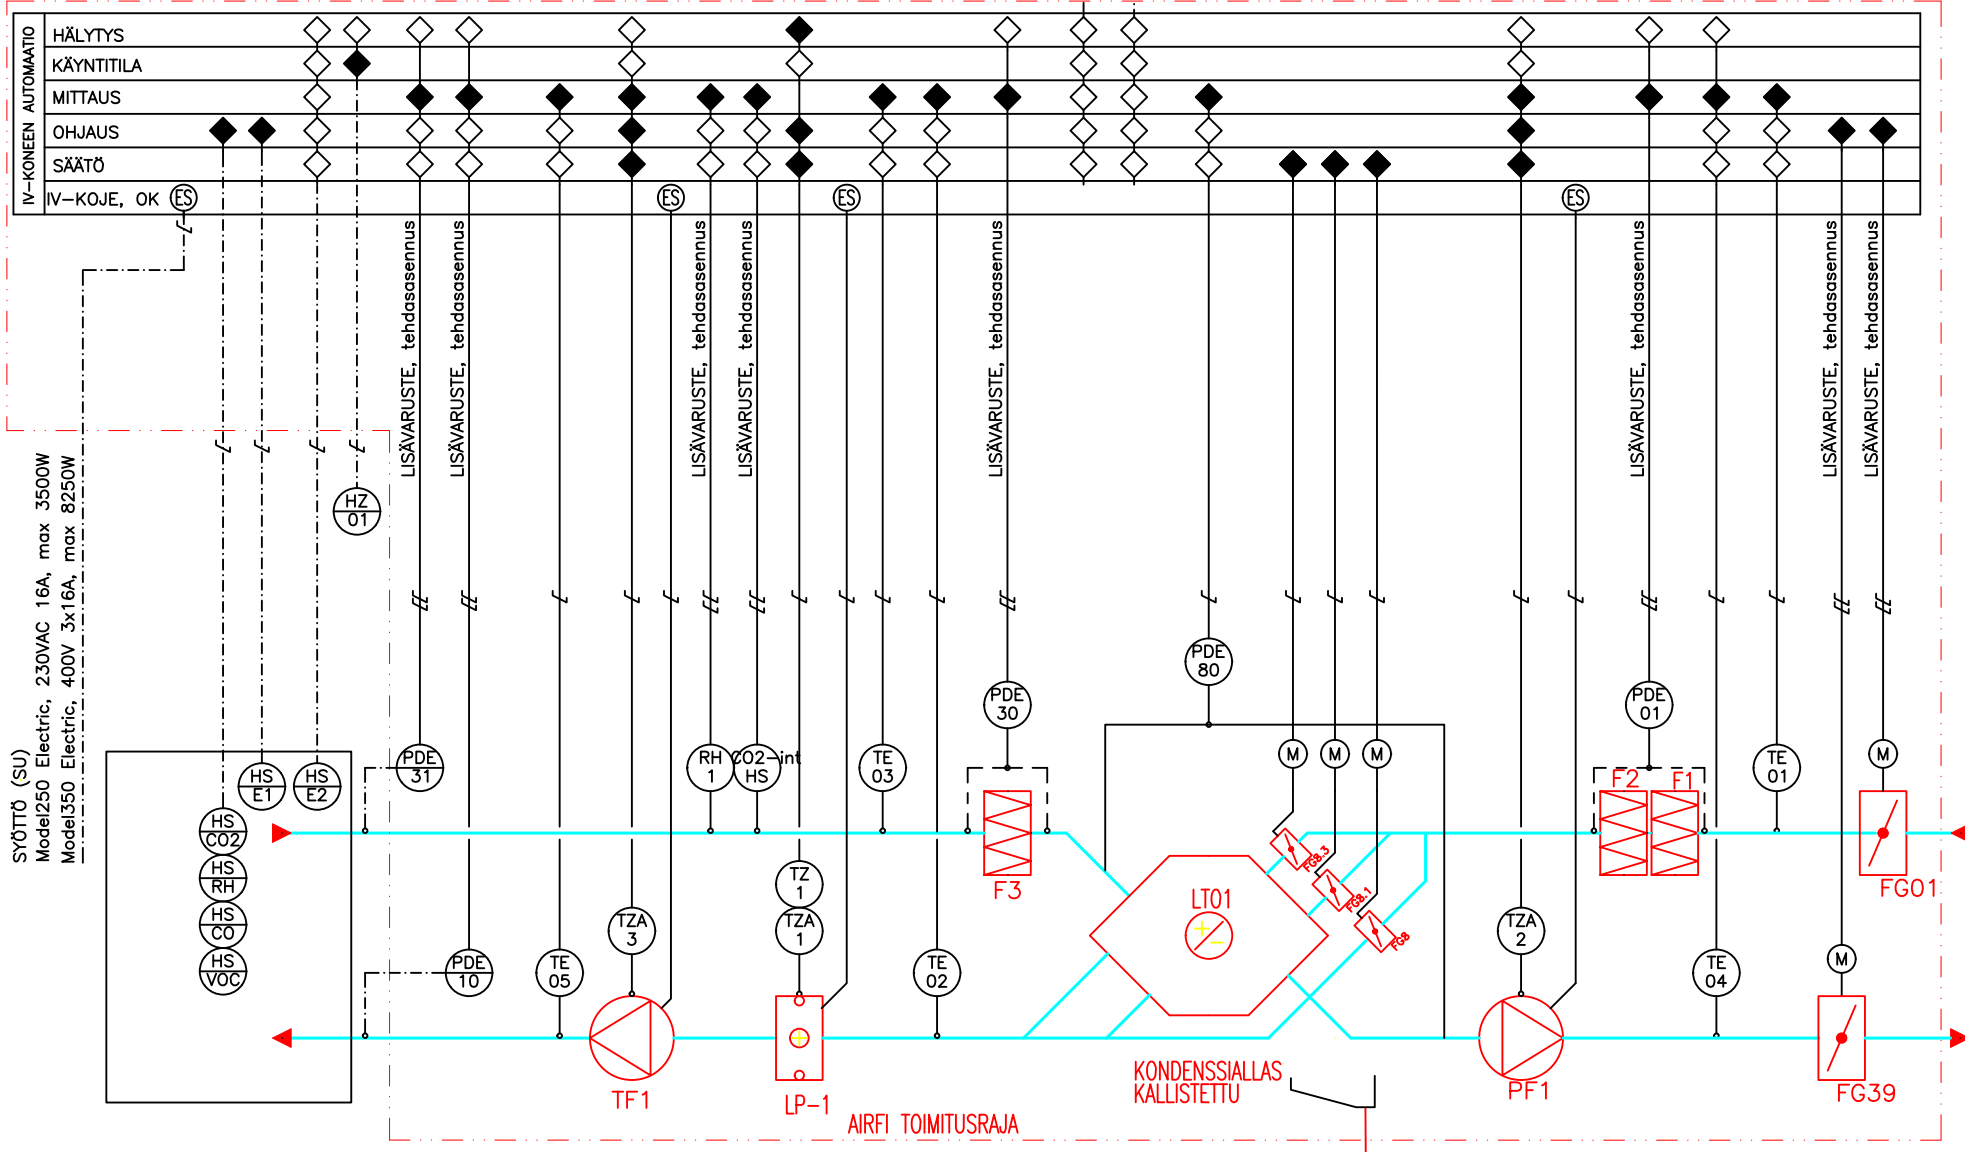 IV-KONEEN AUTOMAATIO
HÄLYTYS
KÄYNTITILA
MITTAUS
OHJAUS
SÄÄTÖ
IV-KOJE, OK
ES
ES
ES
ES
LISÄVARUSTE, tehdasasennus
LISÄVARUSTE, tehdasasennus
LISÄVARUSTE, tehdasasennus
LISÄVARUSTE, tehdasasennus
LISÄVARUSTE, tehdasasennus
LISÄVARUSTE, tehdasasennus
LISÄVARUSTE, tehdasasennus
LISÄVARUSTE, tehdasasennus
SYÖTTÖ (SU)
Model250 Electric, 230VAC 16A, max 3500W
Model350 Electric, 400V 3x16A, max 8250W
HZ
01
PDE
80
PDE
30
PDE
01
PDE
31
RH
1
CO2-int
HS
TE
03
M
M
M
TE
01
M
HS
E1
HS
E2
F2
F1
HS
CO2
HS
RH
HS
CO
HS
VOC
F3
FG8.3
FG8.1
FG8
FG01
TZ
1
TZA
1
TZA
3
LT01
TZA
2
PDE
10
TE
05
TE
02
TE
04
M
TF1
LP-1
KONDENSSIALLAS
KALLISTETTU
PF1
FG39
AIRFI TOIMITUSRAJA